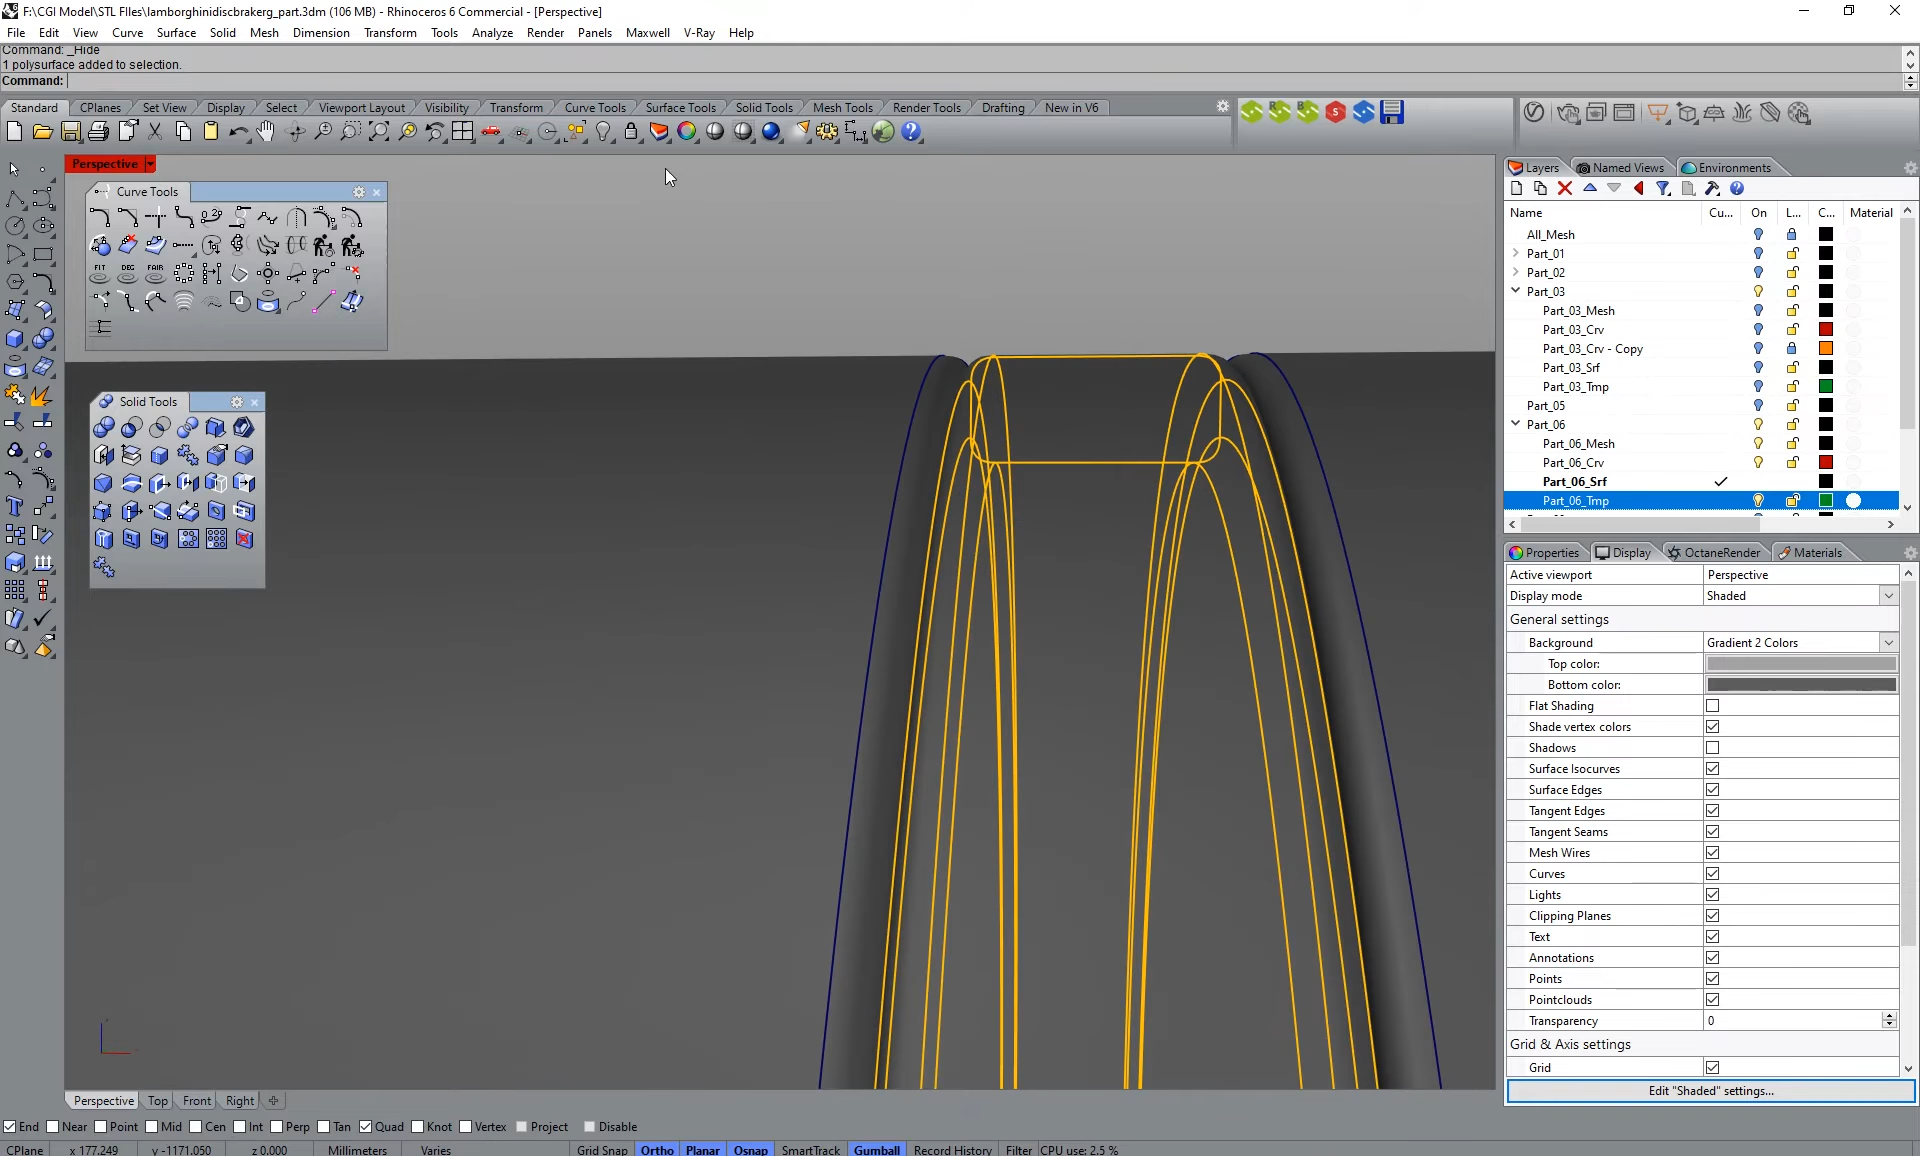 F:\CGI Model\STL FIles\lamborghinidiscbrakerg_part.3dm (106 MB) - Rhinoceros 6 Commercial - [Perspective]
File Edit View Curve Surface Solid Mesh Dimension Transform Tools Analyze Render Panels Maxwell V-Ray Help
Command: _Hide
1 polysurface added to selection.
Command:
Standard CPlanes Set View Display Select Viewport Layout Visibility Transform Curve Tools Surface Tools Solid Tools Mesh Tools Render Tools Drafting New in V6
Perspective
Curve Tools
FIT DEG FAIR
Solid Tools
Layers Named Views Environments
Name Cu... On L... C... Material
All_Mesh
Part_01
Part_02
Part_03
Part_03_Mesh
Part_03_Crv
Part_03_Crv - Copy
Part_03_Srf
Part_03_Tmp
Part_05
Part_06
Part_06_Mesh
Part_06_Crv
Part_06_Srf
Part_06_Tmp
Properties Display OctaneRender Materials
Active viewport Perspective
Display mode Shaded
General settings
Background Gradient 2 Colors
Top color:
Bottom color:
Flat Shading
Shade vertex colors
Shadows
Surface Isocurves
Surface Edges
Tangent Edges
Tangent Seams
Mesh Wires
Curves
Lights
Clipping Planes
Text
Annotations
Points
Pointclouds
Transparency 0
Grid & Axis settings
Grid
Edit "Shaded" settings...
Perspective Top Front Right
End Near Point Mid Cen Int Perp Tan Quad Knot Vertex Project Disable
CPlane x 177.249 y -1171.050 z 0.000 Millimeters Varies Grid Snap Ortho Planar Osnap SmartTrack Gumball Record History Filter CPU use: 2.5 %